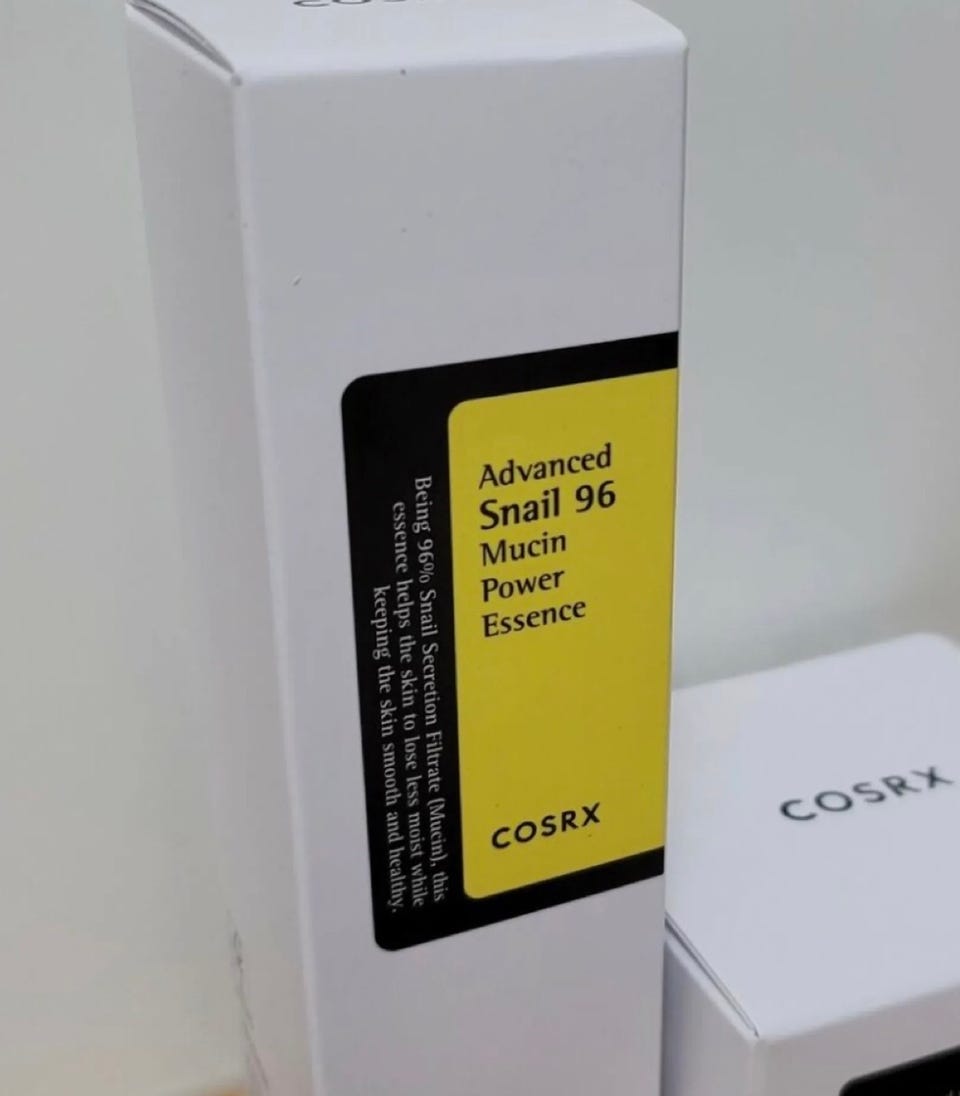 Advanced
Snail 96
Mucin
Power
Essence
COSRX
Being 96% Snail Secretion Filtrate (Mucin), this
essence helps the skin to lose less moist while
keeping the skin smooth and healthy.
COSRX